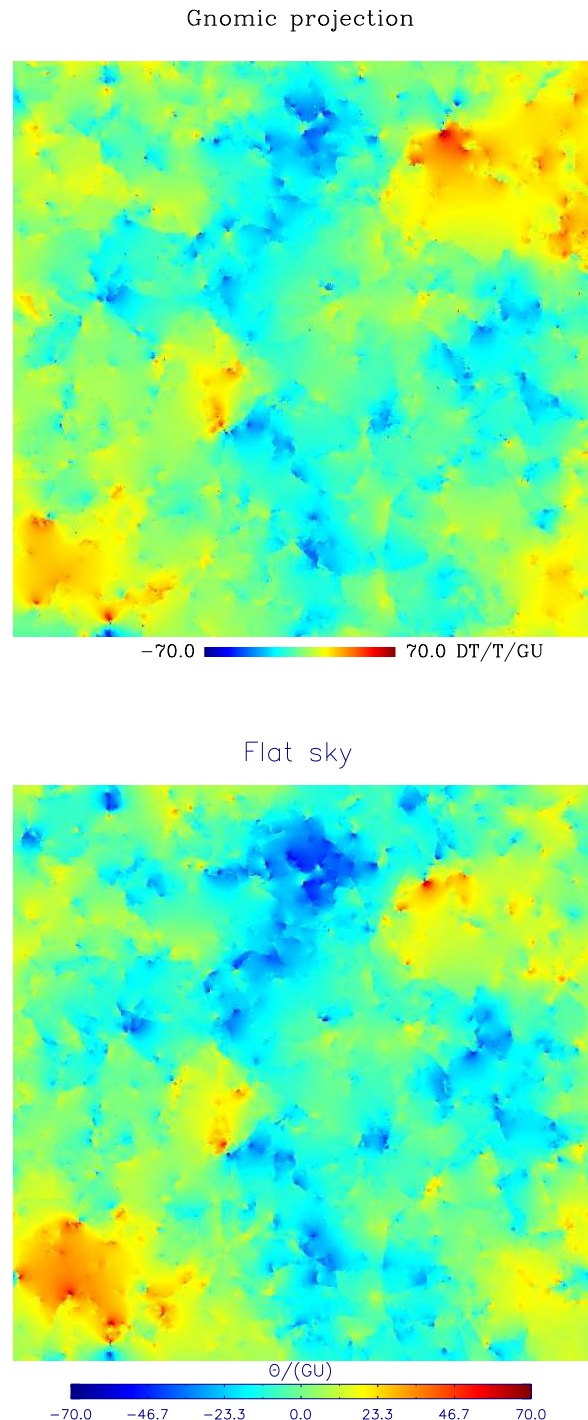 Gnomic projection
−70.0 70.0 DT/T/GU
Flat sky
Θ/(GU)
−70.0 −46.7 −23.3 0.0 23.3 46.7 70.0